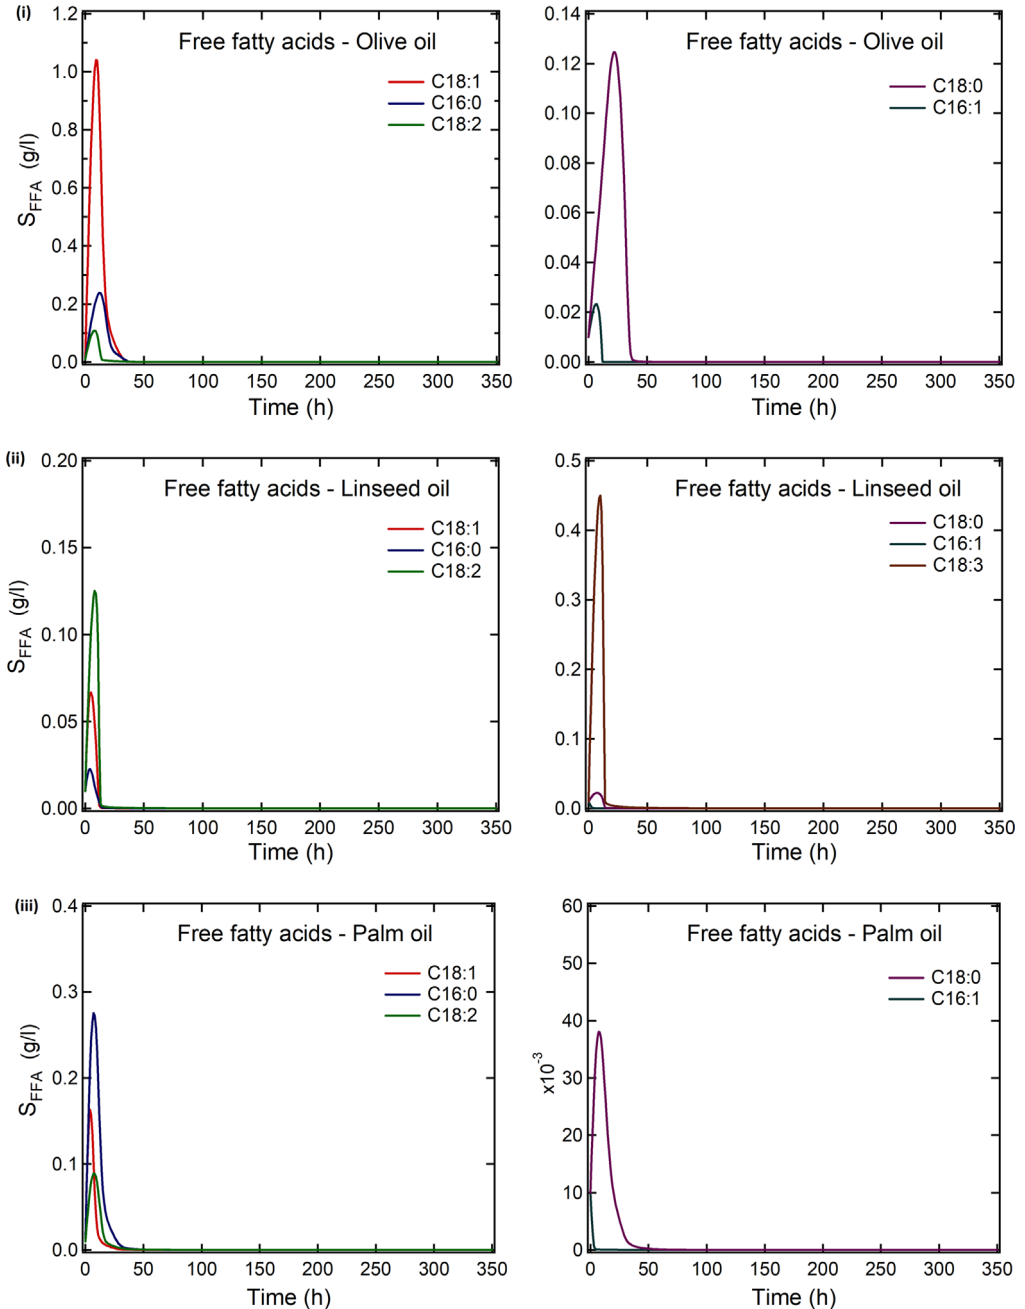 (i)
1.2
1.0
0.8
0.6
0.4
0.2
0.0
S_FFA (g/l)
Free fatty acids - Olive oil
C18:1
C16:0
C18:2
0 50 100 150 200 250 300 350
Time (h)
0.14
0.12
0.10
0.08
0.06
0.04
0.02
0.00
Free fatty acids - Olive oil
C18:0
C16:1
0 50 100 150 200 250 300 350
Time (h)
(ii)
0.20
0.15
0.10
0.05
0.00
S_FFA (g/l)
Free fatty acids - Linseed oil
C18:1
C16:0
C18:2
0 50 100 150 200 250 300 350
Time (h)
0.5
0.4
0.3
0.2
0.1
0.0
Free fatty acids - Linseed oil
C18:0
C16:1
C18:3
0 50 100 150 200 250 300 350
Time (h)
(iii)
0.4
0.3
0.2
0.1
0.0
S_FFA (g/l)
Free fatty acids - Palm oil
C18:1
C16:0
C18:2
0 50 100 150 200 250 300 350
Time (h)
60
50
40
30
20
10
0
x10⁻³
Free fatty acids - Palm oil
C18:0
C16:1
0 50 100 150 200 250 300 350
Time (h)